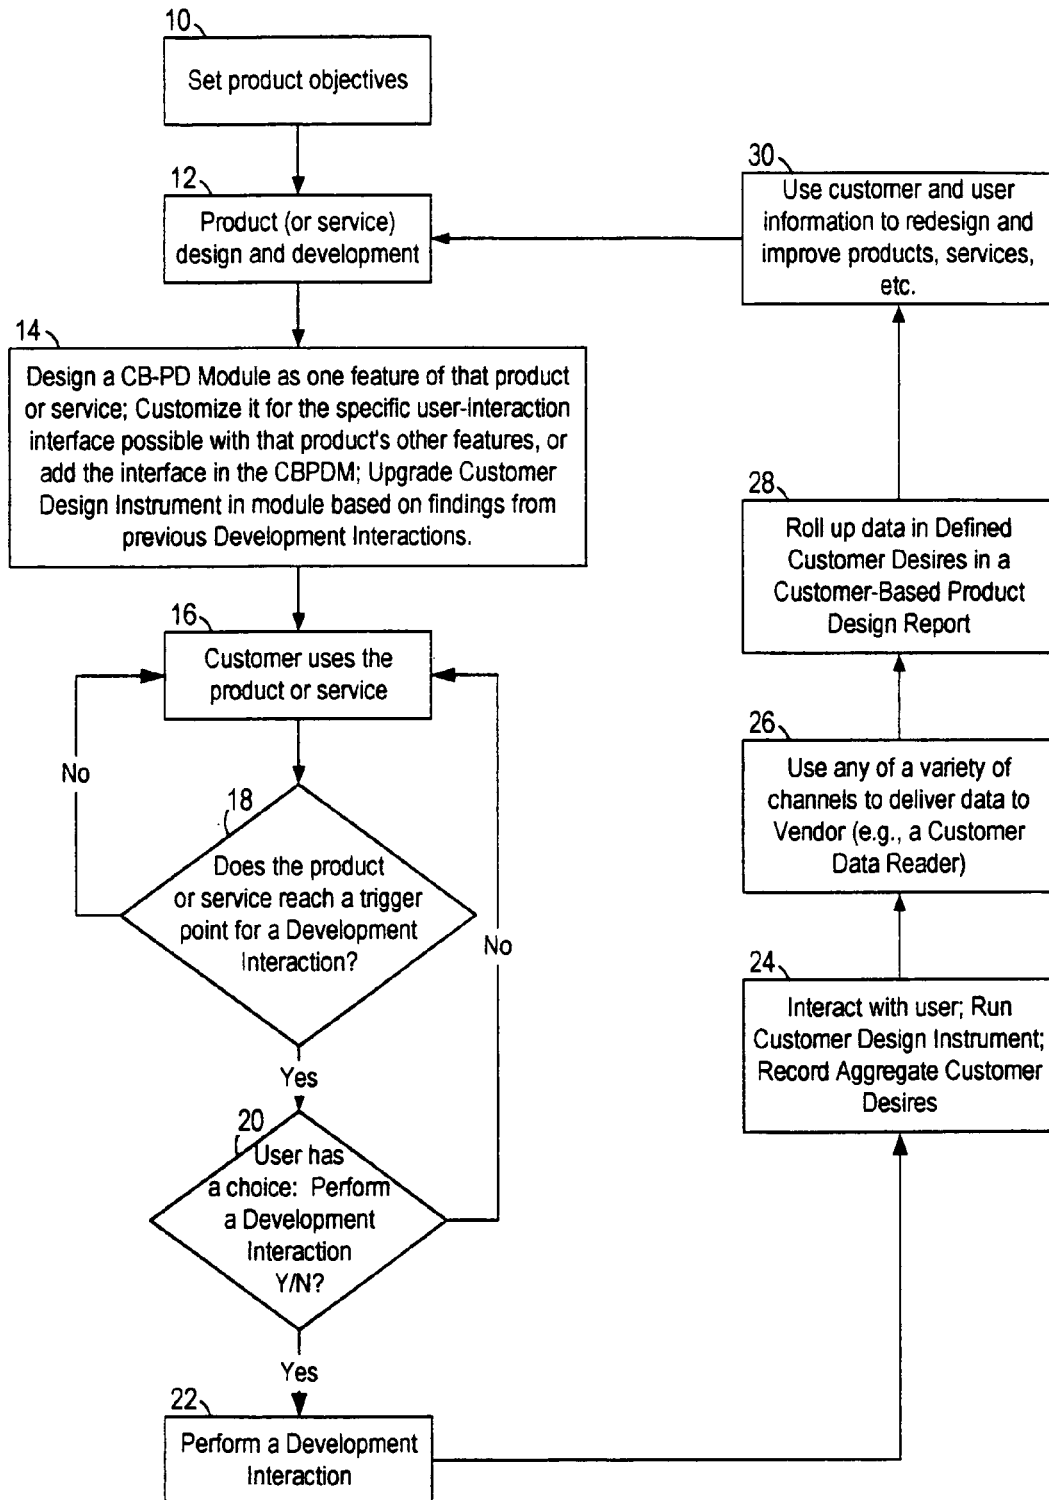 10
Set product objectives
12
Product (or service)
design and development
14
Design a CB-PD Module as one feature of that product
or service; Customize it for the specific user-interaction
interface possible with that product's other features, or
add the interface in the CBPDM; Upgrade Customer
Design Instrument in module based on findings from
previous Development Interactions.
16
Customer uses the
product or service
No
18
Does the product
or service reach a trigger
point for a Development
Interaction?
No
Yes
20
User has
a choice: Perform
a Development
Interaction
Y/N?
Yes
22
Perform a Development
Interaction
24
Interact with user; Run
Customer Design Instrument;
Record Aggregate Customer
Desires
26
Use any of a variety of
channels to deliver data to
Vendor (e.g., a Customer
Data Reader)
28
Roll up data in Defined
Customer Desires in a
Customer-Based Product
Design Report
30
Use customer and user
information to redesign and
improve products, services,
etc.